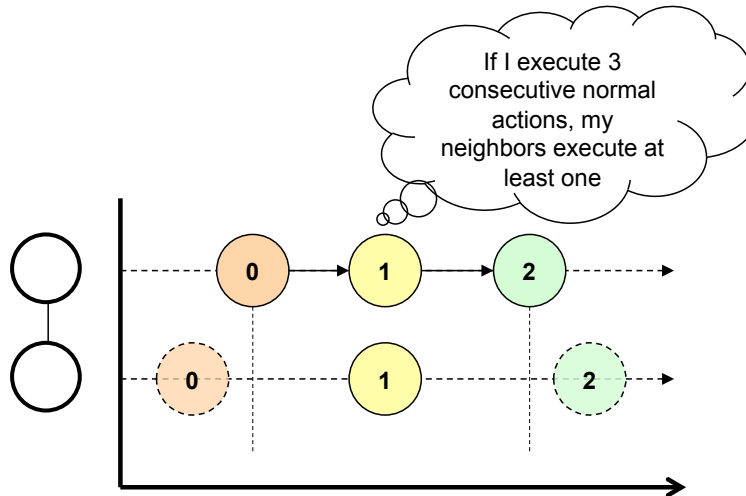 If I execute 3
consecutive normal
actions, my
neighbors execute at
least one
0 1 2
0 1 2